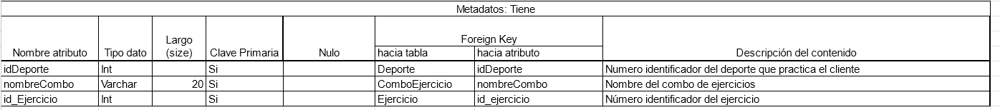 Metadatos: Tiene
Nombre atributo Tipo dato Largo (size) Clave Primaria Nulo Foreign Key hacia tabla hacia atributo Descripción del contenido
idDeporte Int Si Deporte idDeporte Numero identificador del deporte que practica el cliente
nombreCombo Varchar 20 Si ComboEjercicio nombreCombo Nombre del combo de ejercicios
id_Ejercicio Int Si Ejercicio id_ejercicio Número identificador del ejercicio